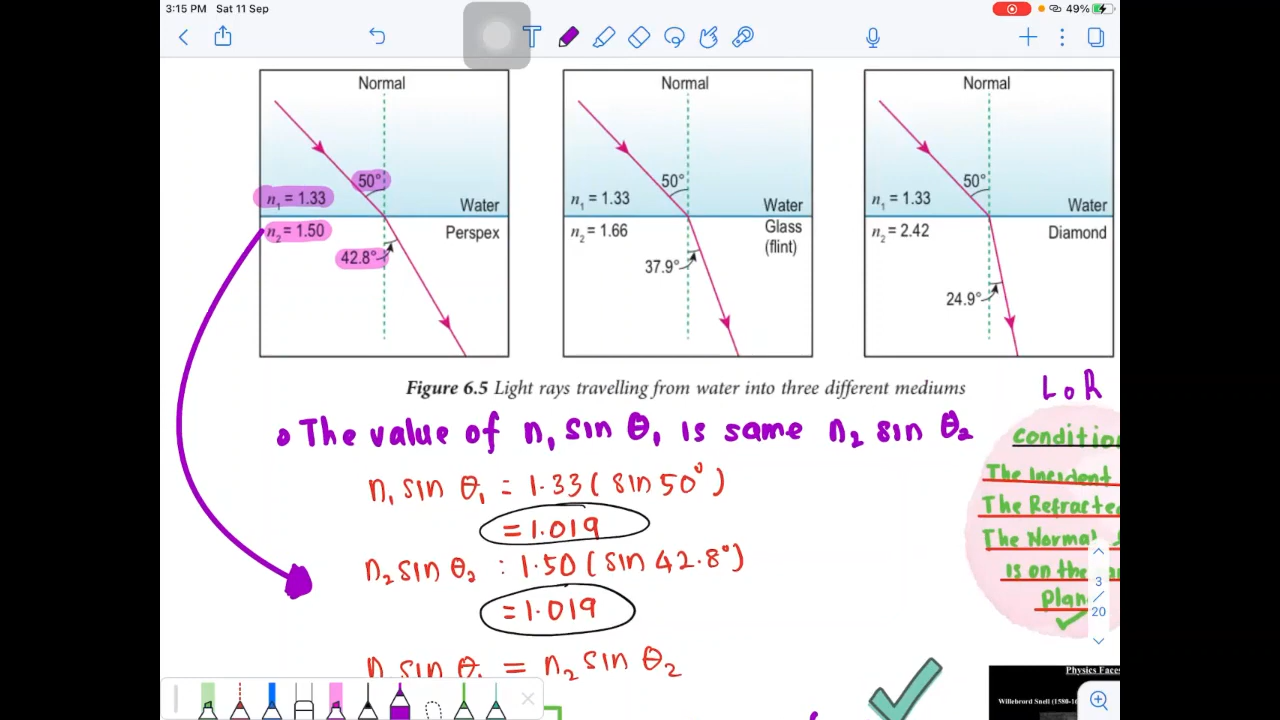 3:15 PM Sat 11 Sep
49%
T
Normal Normal Normal
50° 50° 50°
n1 = 1.33 Water n1 = 1.33 Water n1 = 1.33 Water
n2 = 1.50 Perspex n2 = 1.66 Glass (flint) n2 = 2.42 Diamond
42.8° 37.9° 24.9°
Figure 6.5 Light rays travelling from water into three different mediums
LOR
The value of n1 sin θ1 is same n2 sin θ2
Condition
n1 sin θ1 = 1.33 ( sin 50° )
The Incident
= 1.019
The Refracte
n2 sin θ2 : 1.50 ( sin 42.8° )
The Normal
is on the
= 1.019
Plan
n sin θ1 = n2 sin θ2
3
/
20
Physics Faces
Willebrord Snell (1580-16